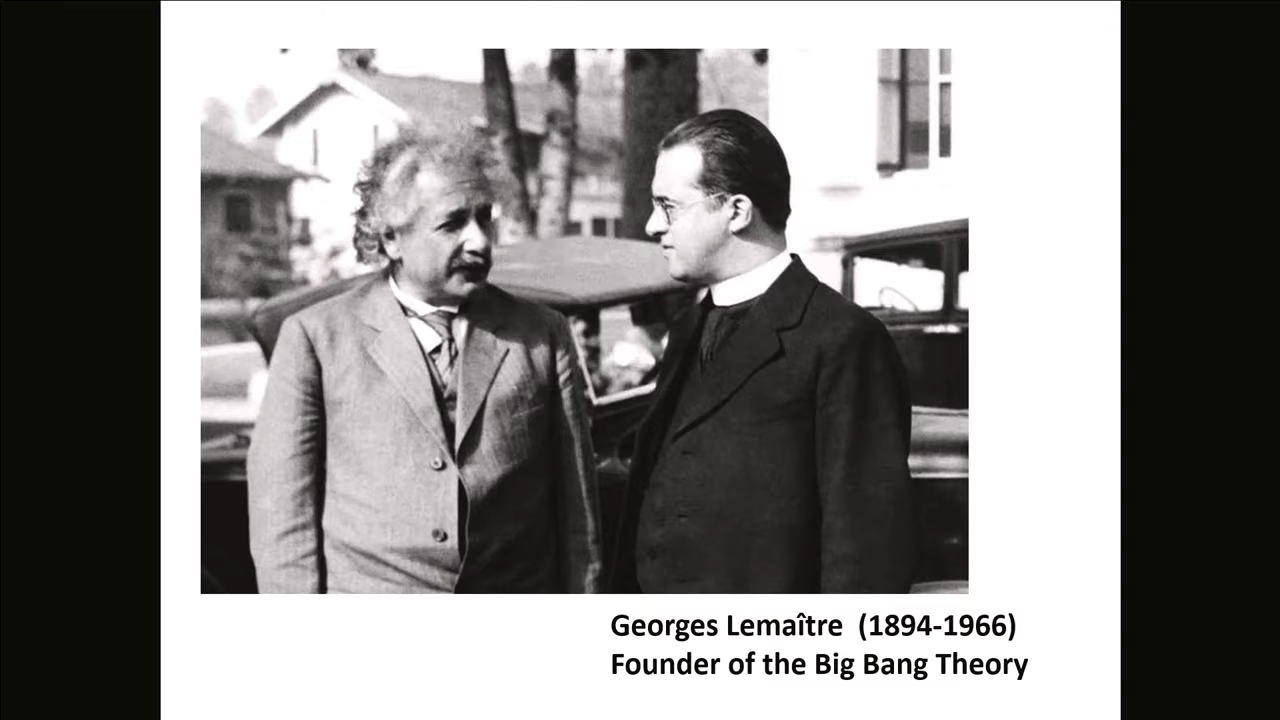 Georges Lemaître (1894-1966)
Founder of the Big Bang Theory